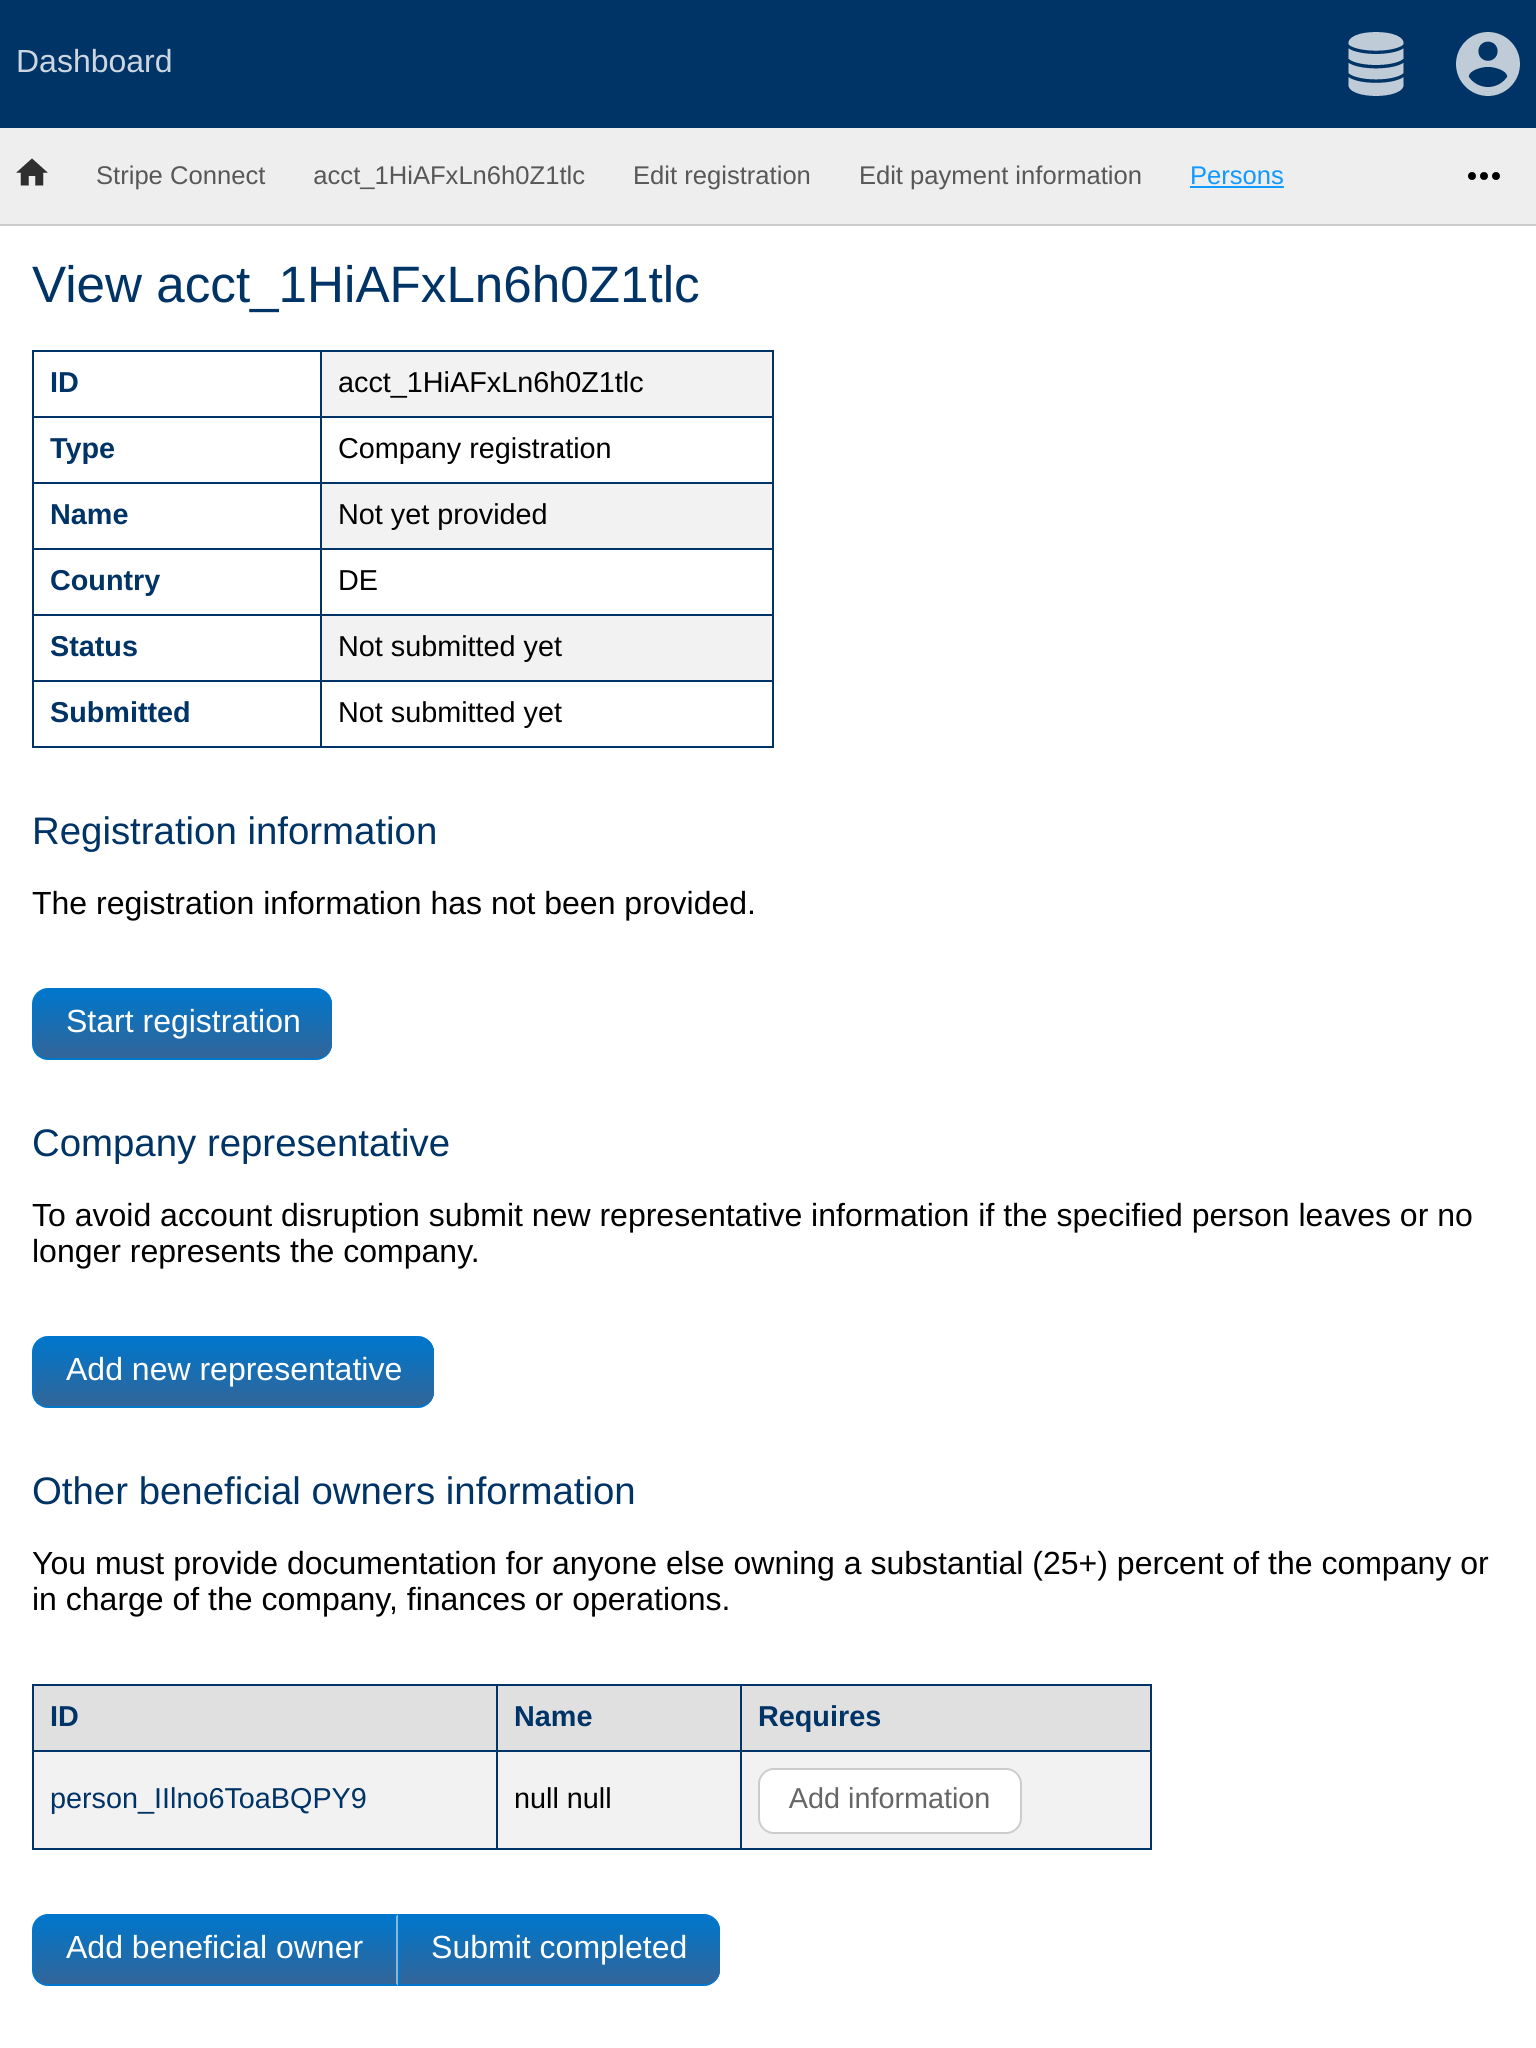 Dashboard
Stripe Connect acct_1HiAFxLn6h0Z1tlc Edit registration Edit payment information Persons
View acct_1HiAFxLn6h0Z1tlc
ID acct_1HiAFxLn6h0Z1tlc
Type Company registration
Name Not yet provided
Country DE
Status Not submitted yet
Submitted Not submitted yet
Registration information
The registration information has not been provided.
Start registration
Company representative
To avoid account disruption submit new representative information if the specified person leaves or no
longer represents the company.
Add new representative
Other beneficial owners information
You must provide documentation for anyone else owning a substantial (25+) percent of the company or
in charge of the company, finances or operations.
ID Name Requires
person_IIlno6ToaBQPY9 null null Add information
Add beneficial owner Submit completed